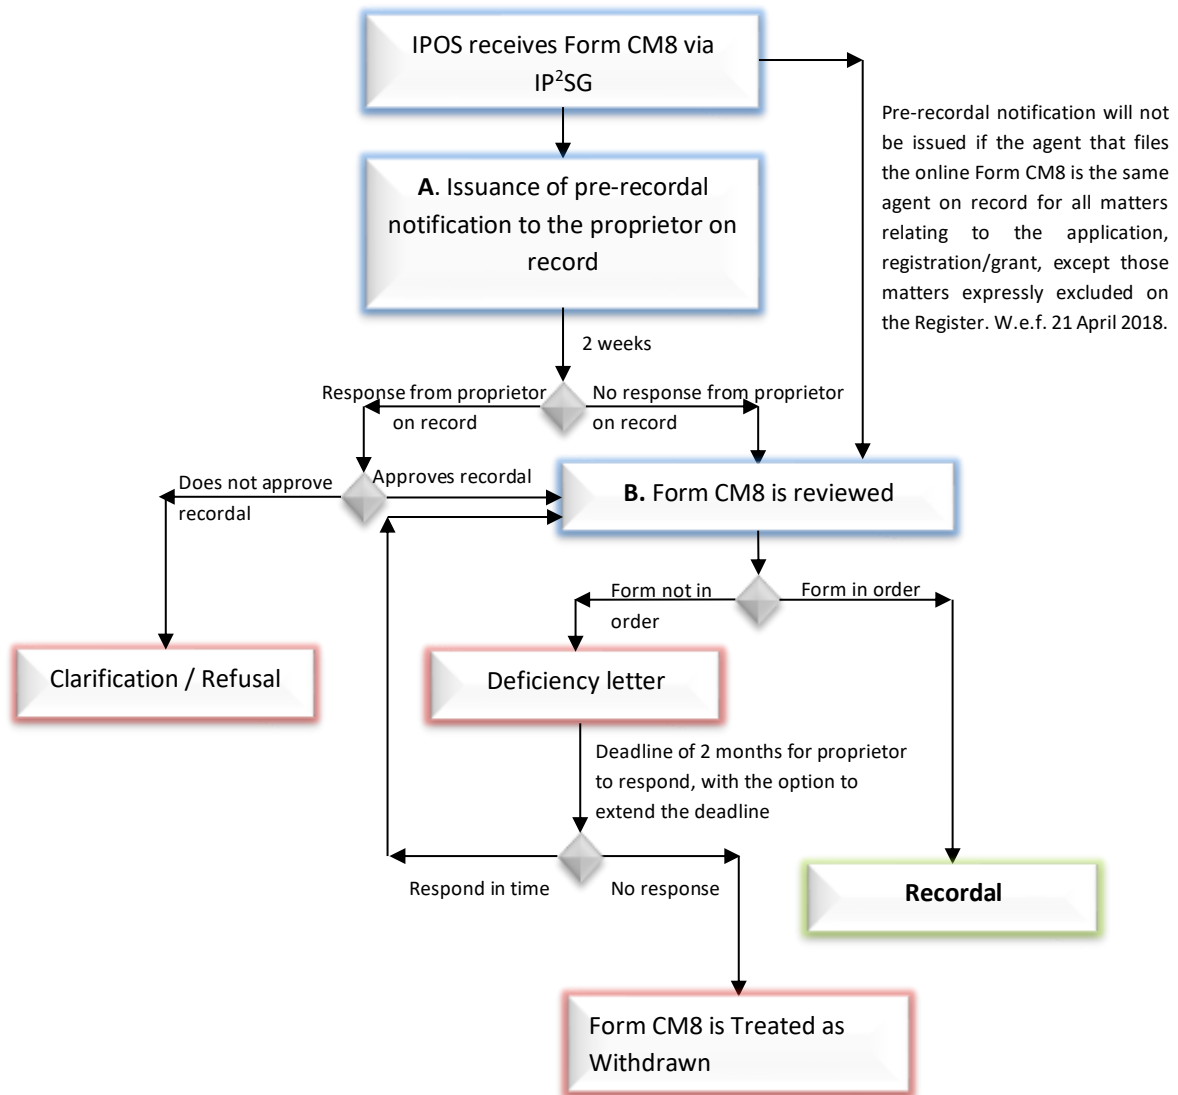 IPOS receives Form CM8 via
IP²SG
Pre-recordal notification will not
be issued if the agent that files
the online Form CM8 is the same
agent on record for all matters
relating to the application,
registration/grant, except those
matters expressly excluded on
the Register. W.e.f. 21 April 2018.
A. Issuance of pre-recordal
notification to the proprietor on
record
2 weeks
Response from proprietor
on record
No response from proprietor
on record
Does not approve
recordal
Approves recordal
B. Form CM8 is reviewed
Form not in
order
Form in order
Clarification / Refusal
Deficiency letter
Deadline of 2 months for proprietor
to respond, with the option to
extend the deadline
Respond in time
No response
Recordal
Form CM8 is Treated as
Withdrawn